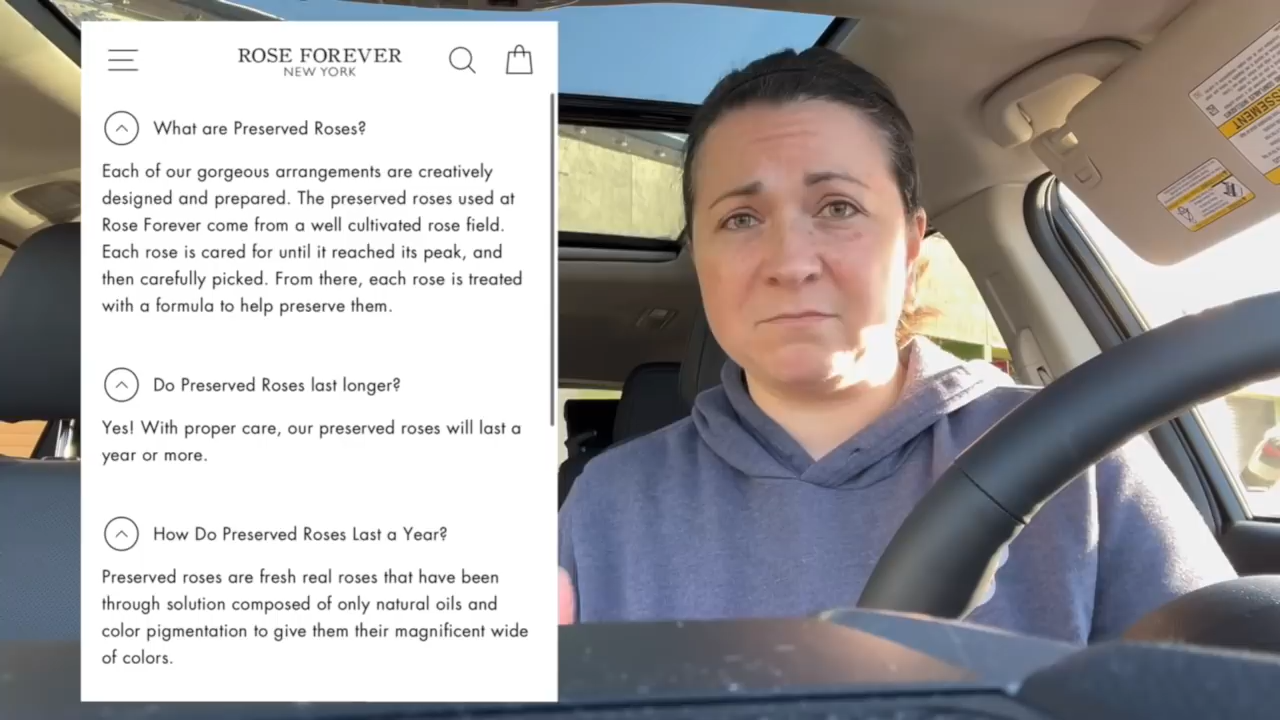 ROSE FOREVER
NEW YORK
What are Preserved Roses?
Each of our gorgeous arrangements are creatively
designed and prepared. The preserved roses used at
Rose Forever come from a well cultivated rose field.
Each rose is cared for until it reached its peak, and
then carefully picked. From there, each rose is treated
with a formula to help preserve them.
Do Preserved Roses last longer?
Yes! With proper care, our preserved roses will last a
year or more.
How Do Preserved Roses Last a Year?
Preserved roses are fresh real roses that have been
through solution composed of only natural oils and
color pigmentation to give them their magnificent wide
of colors.